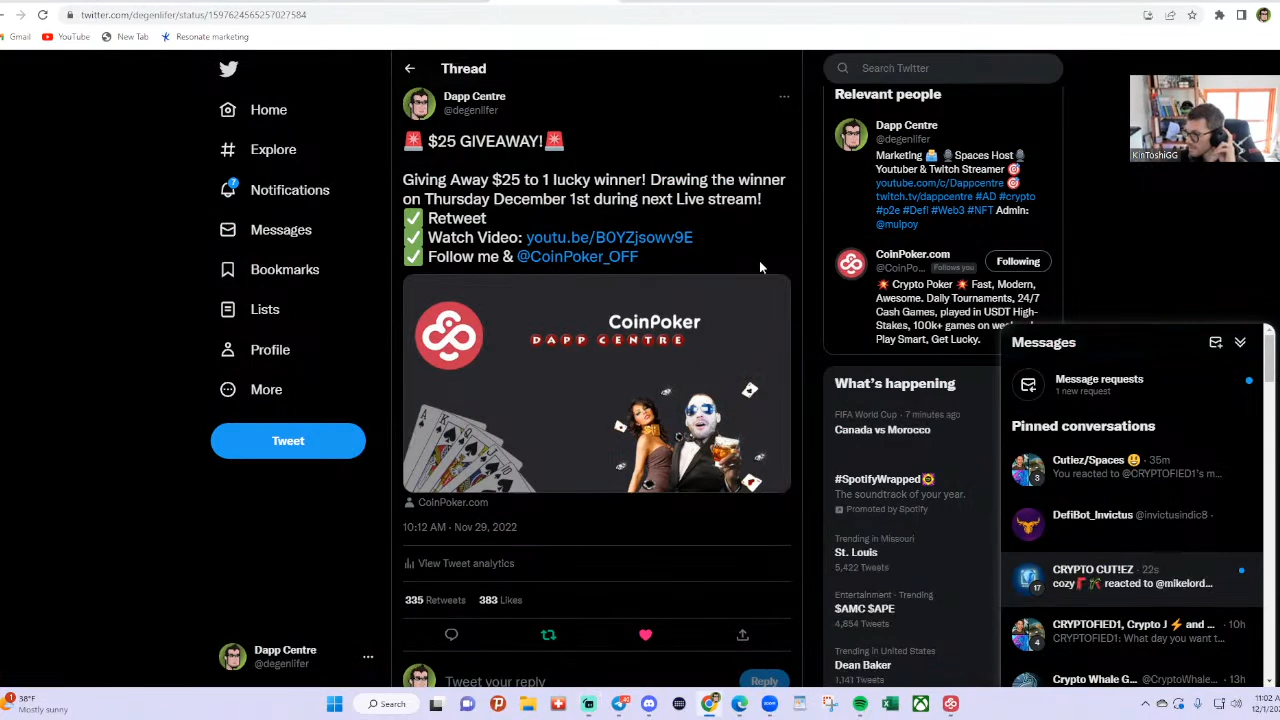 twitter.com/degenlifer/status/1597624565257027584
Gmail
YouTube
New Tab
Resonate marketing
Home
Explore
7
Notifications
Messages
Bookmarks
Lists
Profile
More
Tweet
Dapp Centre
@degenlifer
Thread
Dapp Centre
@degenlifer
$25 GIVEAWAY!
Giving Away $25 to 1 lucky winner! Drawing the winner
on Thursday December 1st during next Live stream!
Retweet
Watch Video: youtu.be/B0YZjsowv9E
Follow me & @CoinPoker_OFF
CoinPoker
DAPP CENTRE
A
K
Q
J
10
CoinPoker.com
10:12 AM · Nov 29, 2022
View Tweet analytics
335 Retweets 383 Likes
Tweet your reply
Reply
Search Twitter
Relevant people
Dapp Centre
@degenlifer
Marketing Spaces Host
Youtuber & Twitch Streamer
youtube.com/c/Dappcentre
twitch.tv/dappcentre #AD #crypto
#p2e #Defi #Web3 #NFT Admin:
@mulpoy
CoinPoker.com
@CoinPo... Follows you
Following
Crypto Poker Fast, Modern,
Awesome. Daily Tournaments, 24/7
Cash Games, played in USDT High-
Stakes, 100k+ games on
Play Smart, Get Lucky.
What's happening
FIFA World Cup · 7 minutes ago
Canada vs Morocco
#SpotifyWrapped
The soundtrack of your year.
Promoted by Spotify
Trending in Missouri
St. Louis
5,422 Tweets
Entertainment · Trending
$AMC $APE
4,854 Tweets
Trending in United States
Dean Baker
1,141 Tweets
KinToshiGG
Messages
Message requests
1 new request
Pinned conversations
Cutiez/Spaces · 35m
You reacted to @CRYPTOFIED1's m...
3
DefiBot_Invictus @invictusindic8 ·
CRYPTO CUT!EZ · 22s
cozy reacted to @mikelord...
17
CRYPTOFIED1, Crypto J and ... · 10h
CRYPTOFIED1: What day you want t...
4
Crypto Whale G... @CryptoWhale... · 13h
1
38°F
Mostly sunny
Search
11:02 AM